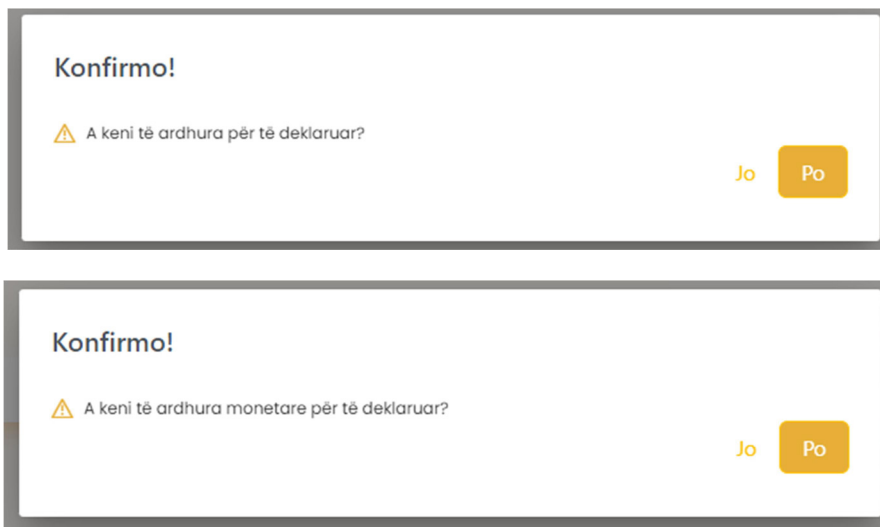 Konfirmo!
A keni të ardhura për të deklaruar?
Jo Po
Konfirmo!
A keni të ardhura monetare për të deklaruar?
Jo Po